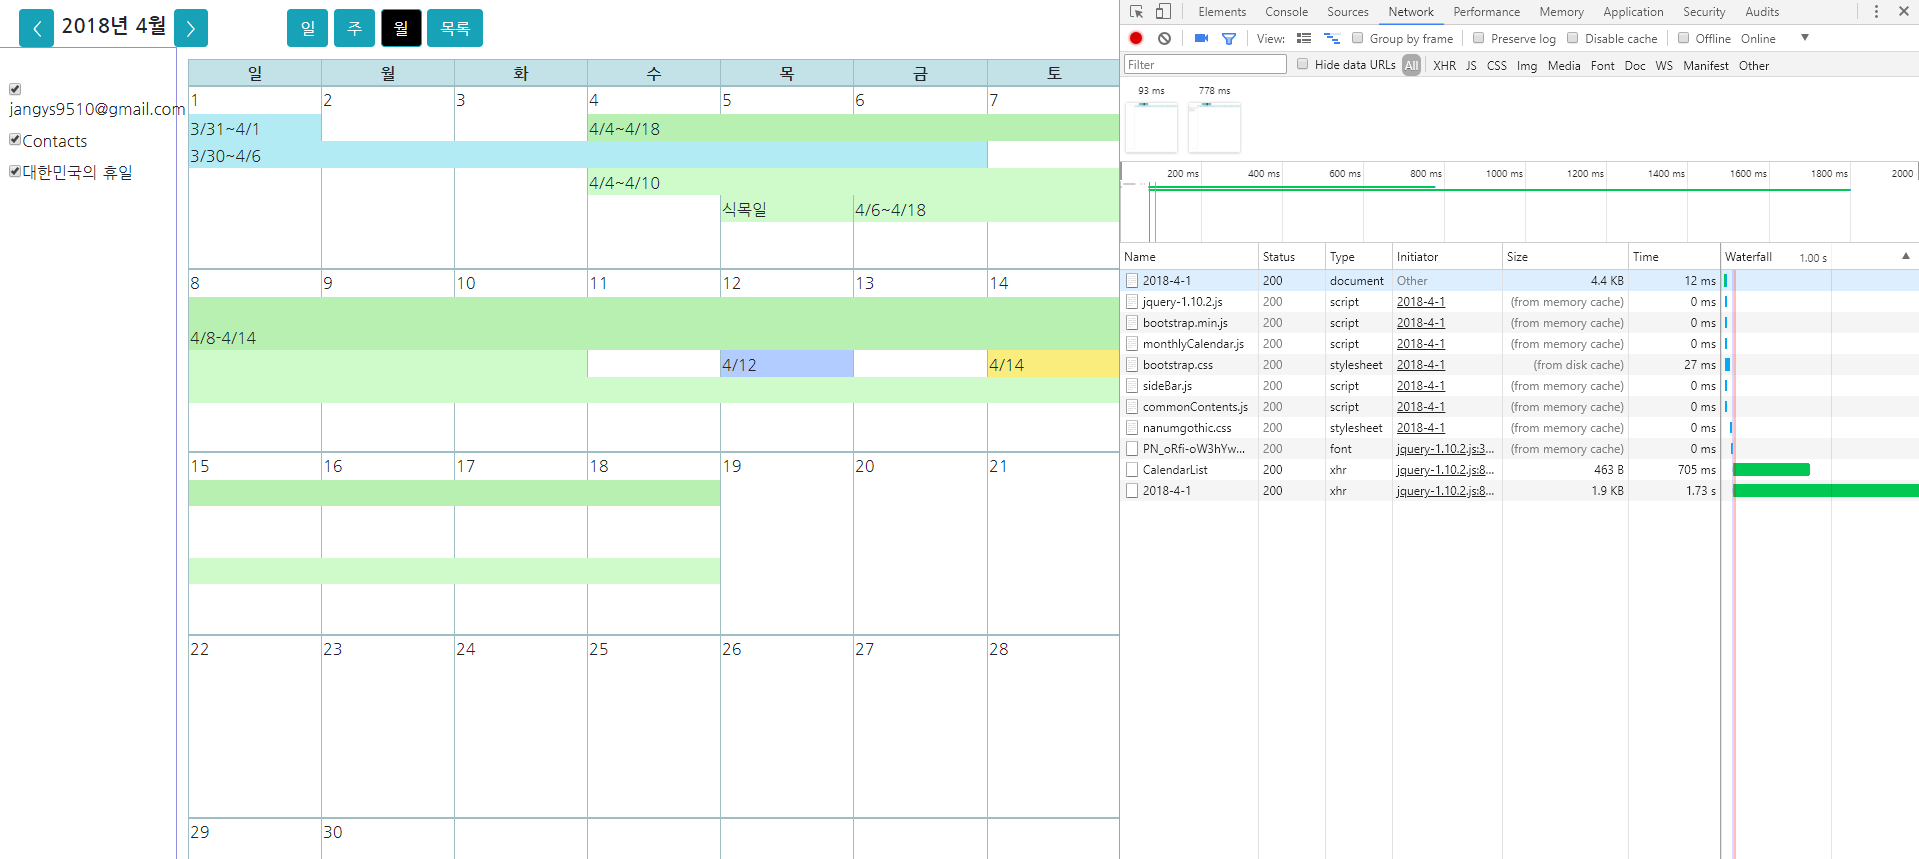 2018년 4월
일 주 월 목록
jangys9510@gmail.com
Contacts
대한민국의 휴일
일 월 화 수 목 금 토
1 2 3 4 5 6 7
3/31~4/1 4/4~4/18
3/30~4/6
4/4~4/10
식목일 4/6~4/18
8 9 10 11 12 13 14
4/8-4/14
4/12 4/14
15 16 17 18 19 20 21
22 23 24 25 26 27 28
29 30
Elements Console Sources Network Performance Memory Application Security Audits
View: Group by frame Preserve log Disable cache Offline Online
Filter Hide data URLs All XHR JS CSS Img Media Font Doc WS Manifest Other
93 ms 778 ms
200 ms 400 ms 600 ms 800 ms 1000 ms 1200 ms 1400 ms 1600 ms 1800 ms 2000
Name Status Type Initiator Size Time Waterfall 1.00 s
2018-4-1 200 document Other 4.4 KB 12 ms
jquery-1.10.2.js 200 script 2018-4-1 (from memory cache) 0 ms
bootstrap.min.js 200 script 2018-4-1 (from memory cache) 0 ms
monthlyCalendar.js 200 script 2018-4-1 (from memory cache) 0 ms
bootstrap.css 200 stylesheet 2018-4-1 (from disk cache) 27 ms
sideBar.js 200 script 2018-4-1 (from memory cache) 0 ms
commonContents.js 200 script 2018-4-1 (from memory cache) 0 ms
nanumgothic.css 200 stylesheet 2018-4-1 (from memory cache) 0 ms
PN_oRfi-oW3hYw... 200 font jquery-1.10.2.js:3... (from memory cache) 0 ms
CalendarList 200 xhr jquery-1.10.2.js:8... 463 B 705 ms
2018-4-1 200 xhr jquery-1.10.2.js:8... 1.9 KB 1.73 s